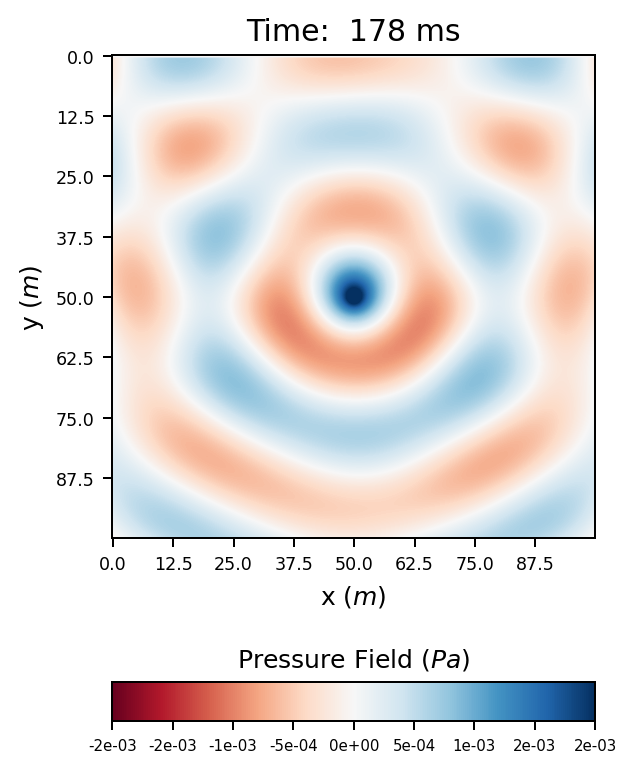 Time:  178 ms
0.0
12.5
25.0
37.5
50.0
62.5
75.0
87.5
y (m)
0.0 12.5 25.0 37.5 50.0 62.5 75.0 87.5
x (m)
Pressure Field (Pa)
-2e-03 -2e-03 -1e-03 -5e-04 0e+00 5e-04 1e-03 2e-03 2e-03